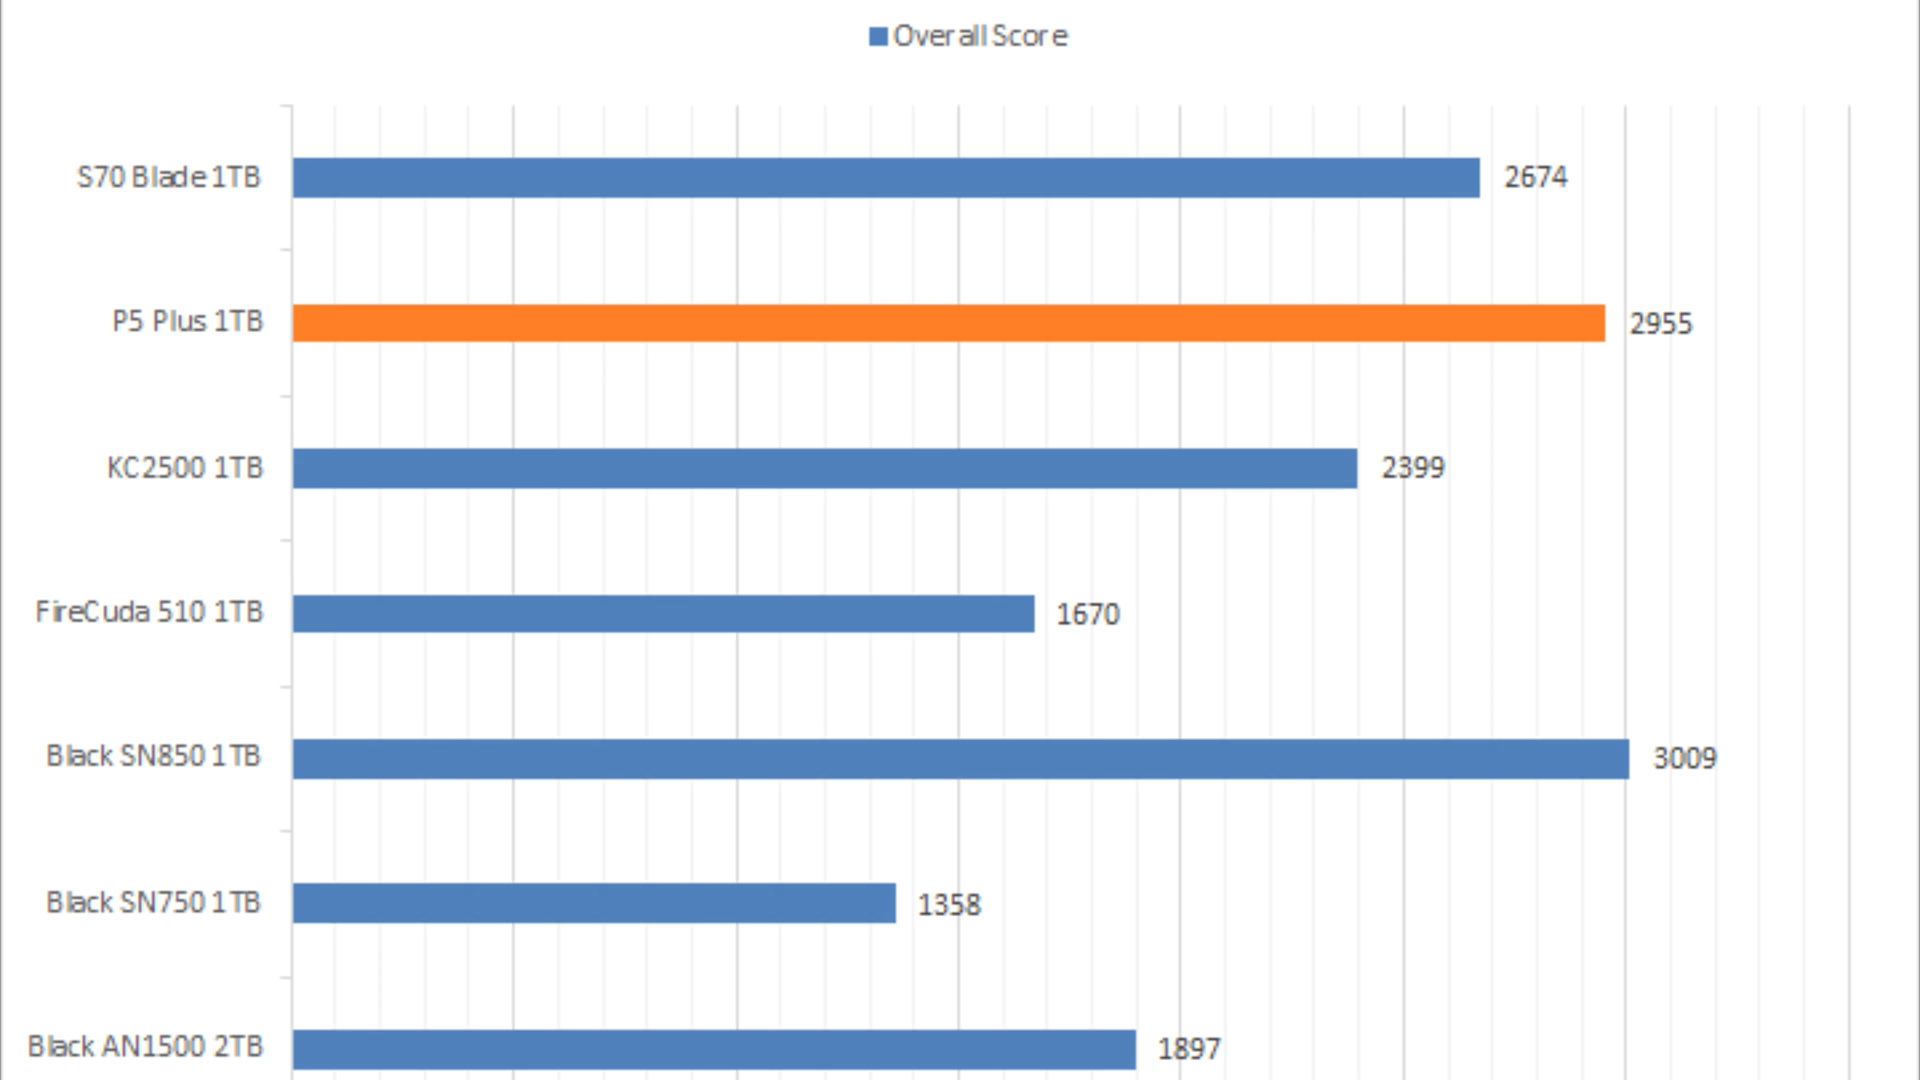 Overall Score
S70 Blade 1TB 2674
P5 Plus 1TB 2955
KC2500 1TB 2399
FireCuda 510 1TB 1670
Black SN850 1TB 3009
Black SN750 1TB 1358
Black AN1500 2TB 1897